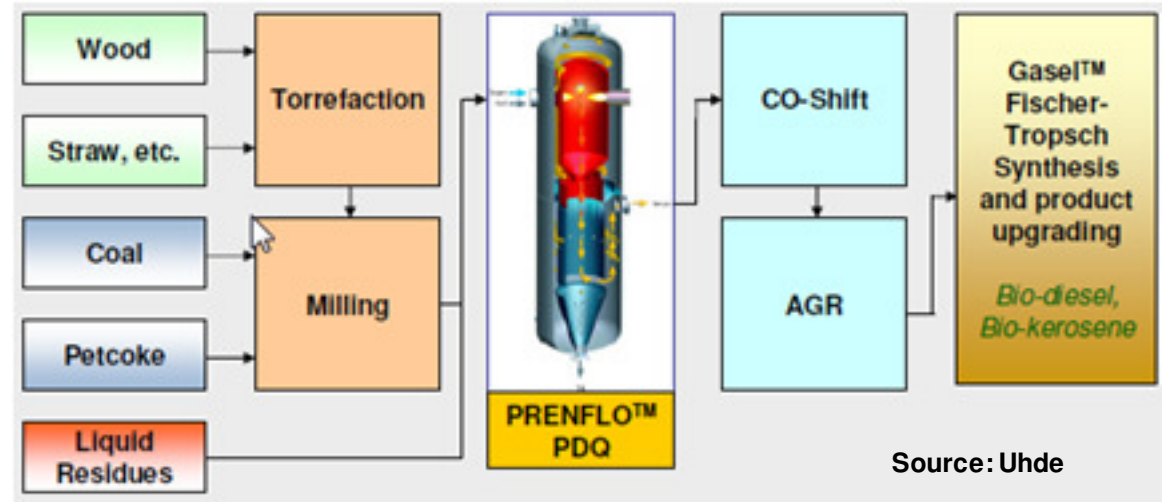 Wood
Straw, etc.
Coal
Petcoke
Liquid
Residues
Torrefaction
Milling
PRENFLO™
PDQ
CO-Shift
AGR
Gasel™
Fischer-
Tropsch
Synthesis
and product
upgrading
Bio-diesel,
Bio-kerosene
Source: Uhde